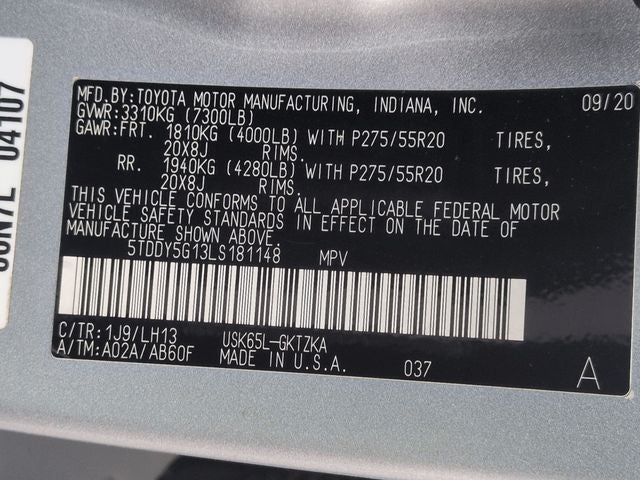 MFD.BY:TOYOTA MOTOR MANUFACTURING, INDIANA, INC. 09/20
GVWR:3310KG (7300LB)
GAWR:FRT. 1810KG (4000LB) WITH P275/55R20 TIRES,
20X8J RIMS.
RR. 1940KG (4280LB) WITH P275/55R20 TIRES,
20X8J RIMS.
THIS VEHICLE CONFORMS TO ALL APPLICABLE FEDERAL MOTOR
VEHICLE SAFETY STANDARDS IN EFFECT ON THE DATE OF
MANUFACTURE SHOWN ABOVE.
5TDDY5G13LS181148 MPV
C/TR:1J9/LH13 USK65L-GKTZKA
A/TM:A02A/AB60F MADE IN U.S.A. 037 A
04107